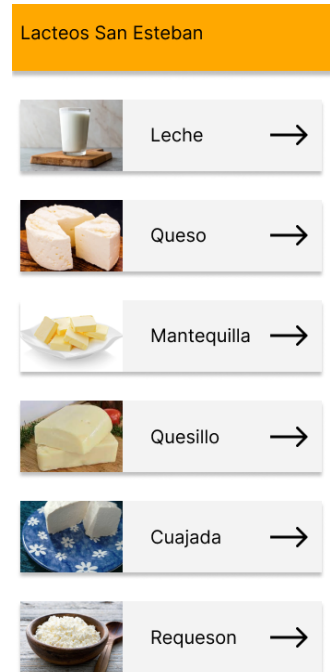 Lacteos San Esteban
Leche
Queso
Mantequilla
Quesillo
Cuajada
Requeson